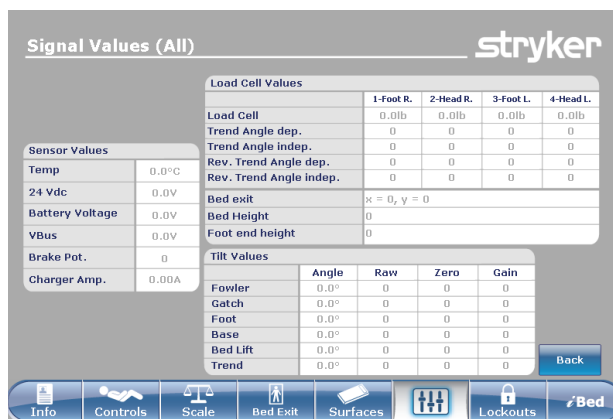 Signal Values (All)
stryker
Load Cell Values
1-Foot R. 2-Head R. 3-Foot L. 4-Head L.
Load Cell 0.0lb 0.0lb 0.0lb 0.0lb
Trend Angle dep. 0 0 0 0
Trend Angle indep. 0 0 0 0
Rev. Trend Angle dep. 0 0 0 0
Rev. Trend Angle indep. 0 0 0 0
Bed exit x = 0, y = 0
Bed Height 0
Foot end height 0
Sensor Values
Temp 0.0°C
24 Vdc 0.0V
Battery Voltage 0.0V
VBus 0.0V
Brake Pot. 0
Charger Amp. 0.00A
Tilt Values
Angle Raw Zero Gain
Fowler 0.0° 0 0 0
Gatch 0.0° 0 0 0
Foot 0.0° 0 0 0
Base 0.0° 0 0 0
Bed Lift 0.0° 0 0 0
Trend 0.0° 0 0 0
Back
Info Controls Scale Bed Exit Surfaces Lockouts iBed